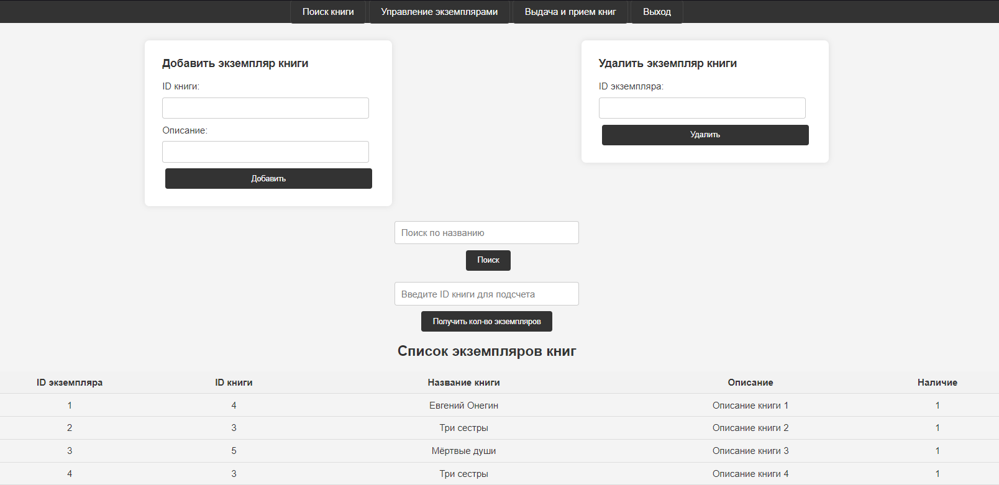 Поиск книги Управление экземплярами Выдача и прием книг Выход
Добавить экземпляр книги
ID книги:
Описание:
Добавить
Удалить экземпляр книги
ID экземпляра:
Удалить
Поиск по названию
Поиск
Введите ID книги для подсчета
Получить кол-во экземпляров
Список экземпляров книг
ID экземпляра ID книги Название книги Описание Наличие
1 4 Евгений Онегин Описание книги 1 1
2 3 Три сестры Описание книги 2 1
3 5 Мёртвые души Описание книги 3 1
4 3 Три сестры Описание книги 4 1